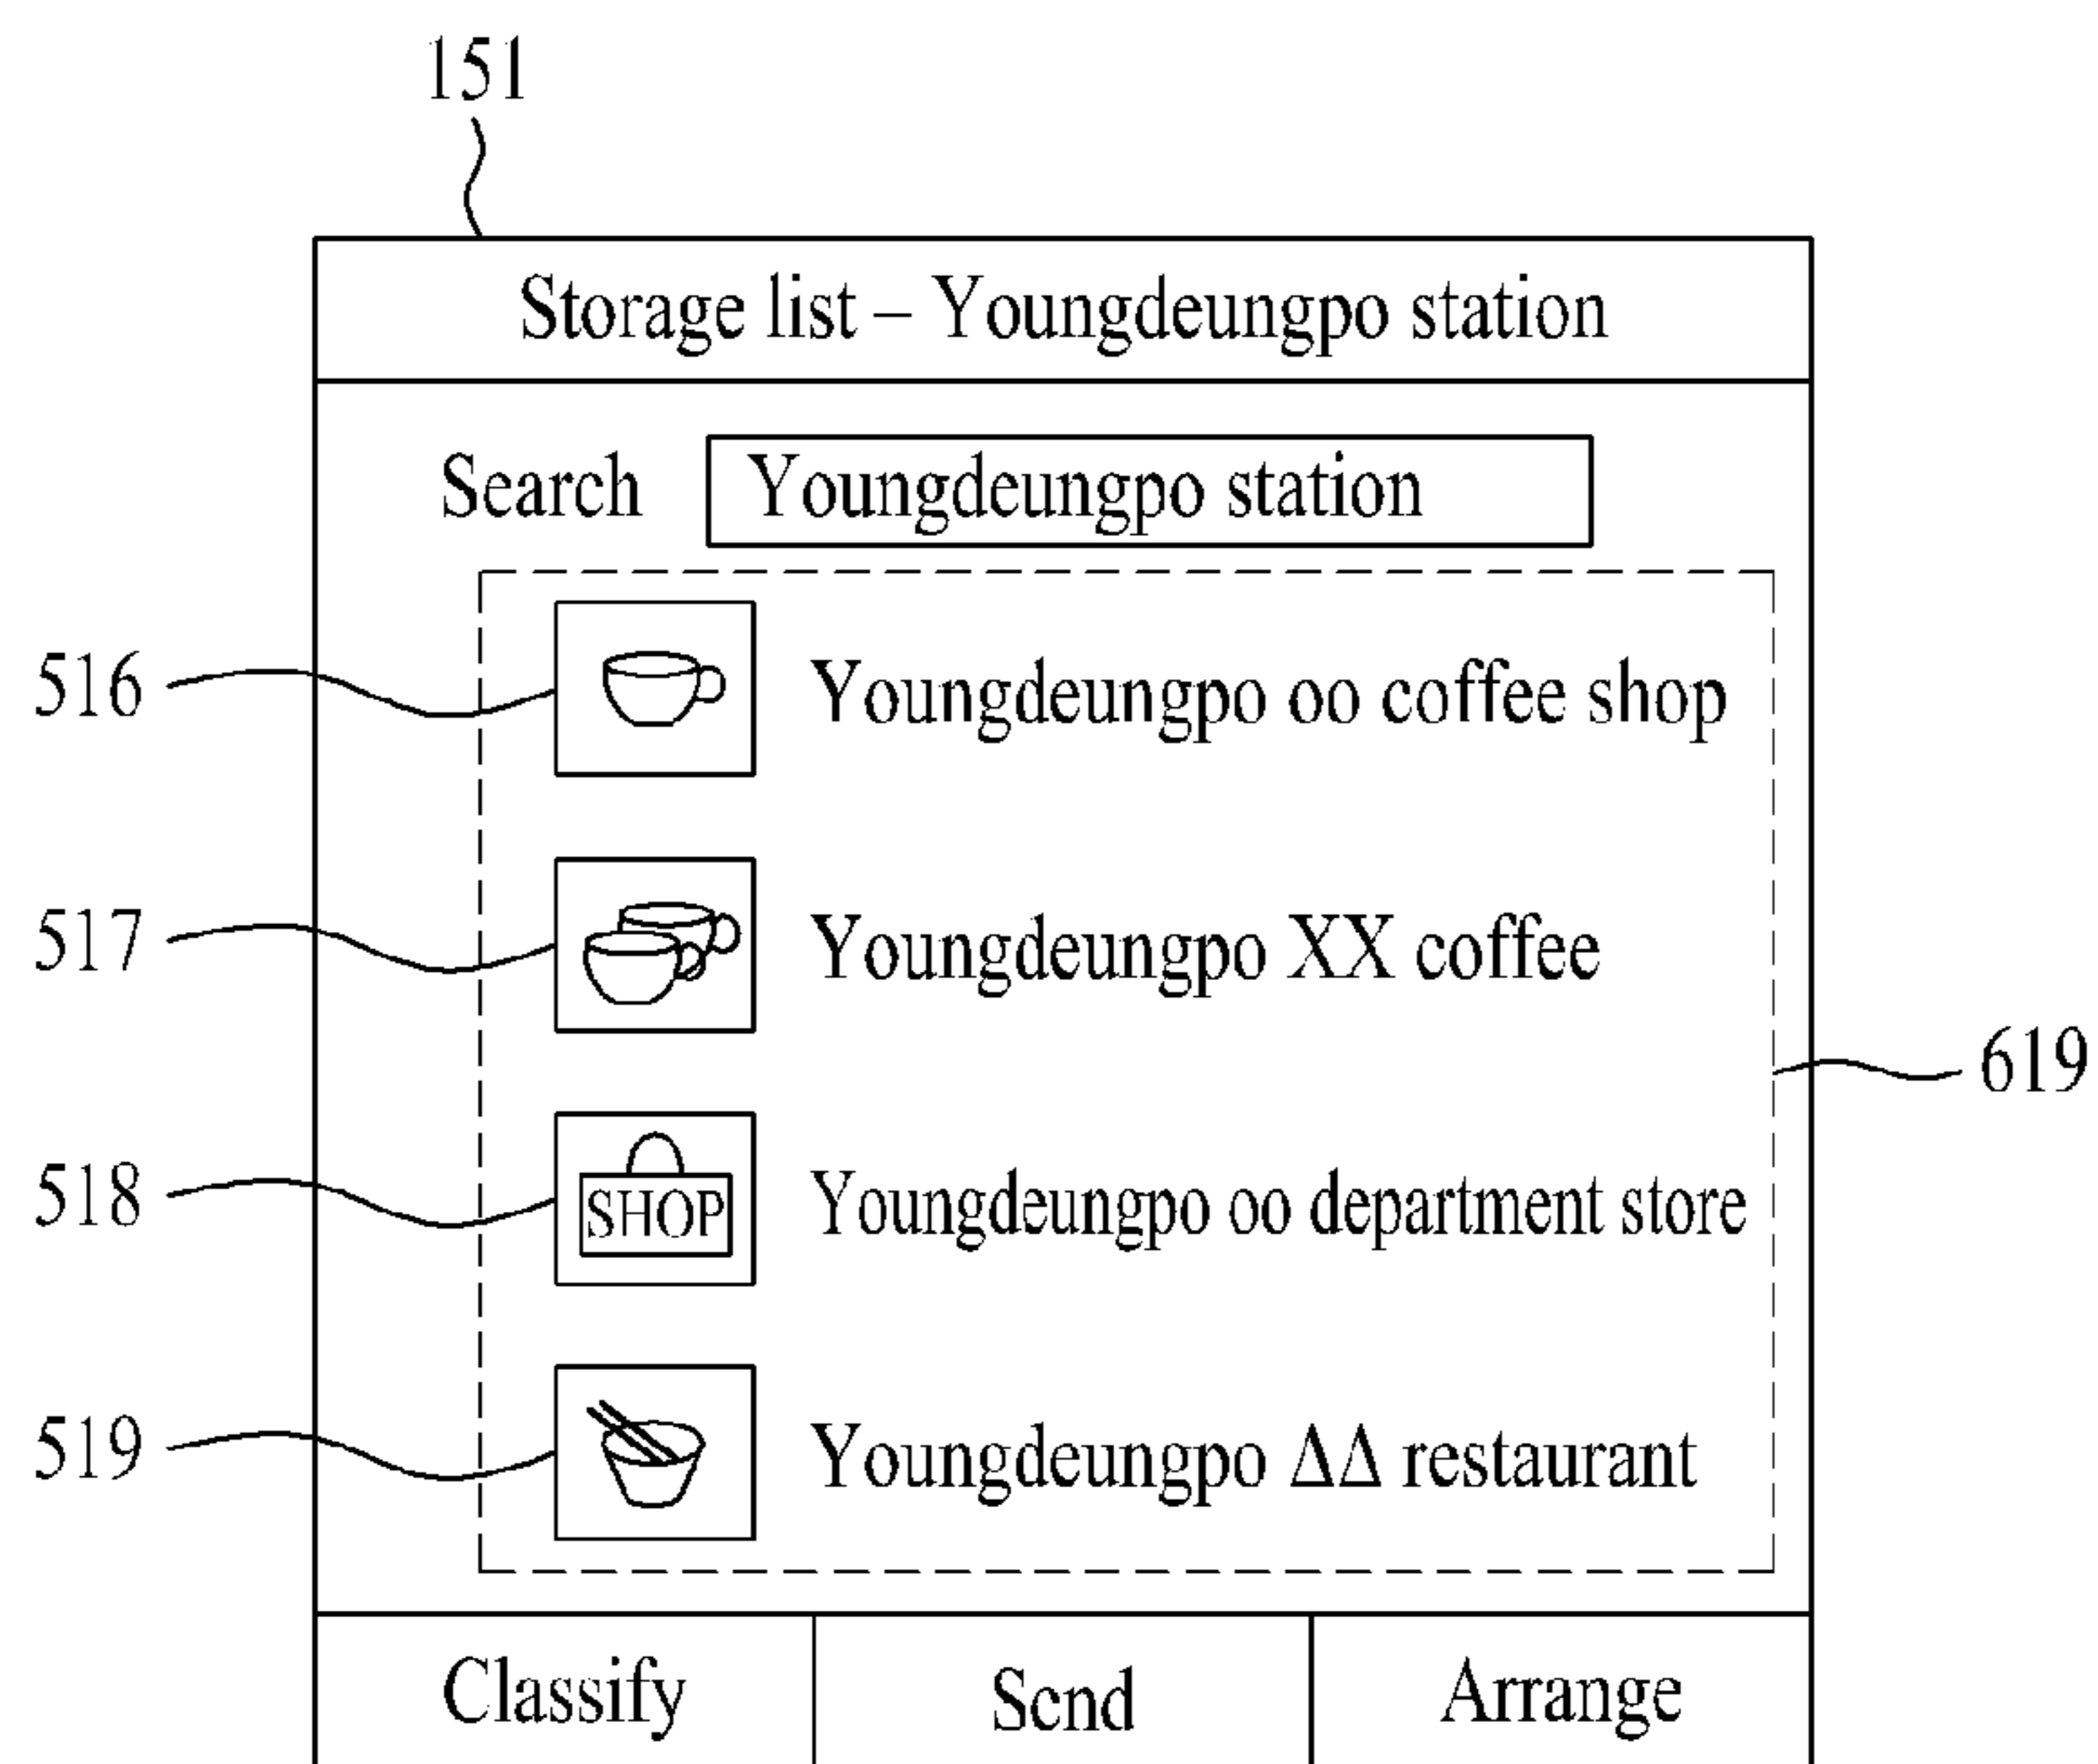 151
Storage list – Youngdeungpo station
Search Youngdeungpo station
516 Youngdeungpo oo coffee shop
517 Youngdeungpo XX coffee
619
518 SHOP Youngdeungpo oo department store
519 Youngdeungpo ΔΔ restaurant
Classify Send Arrange